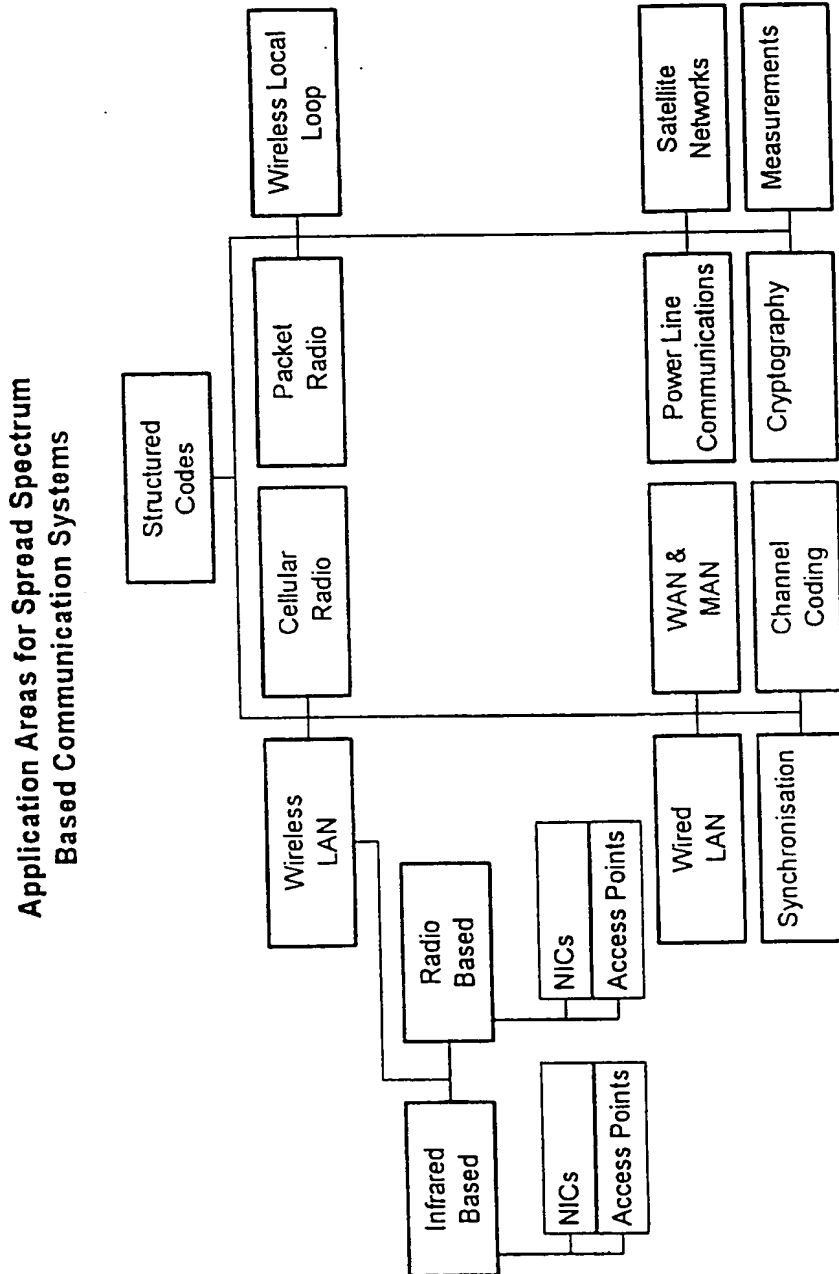 Application Areas for Spread Spectrum
Based Communication Systems
Structured
Codes
Wireless
LAN
Cellular
Radio
Packet
Radio
Wireless Local
Loop
Infrared
Based
Radio
Based
NICs
Access Points
NICs
Access Points
Wired
LAN
WAN &
MAN
Power Line
Communications
Satellite
Networks
Synchronisation
Channel
Coding
Cryptography
Measurements